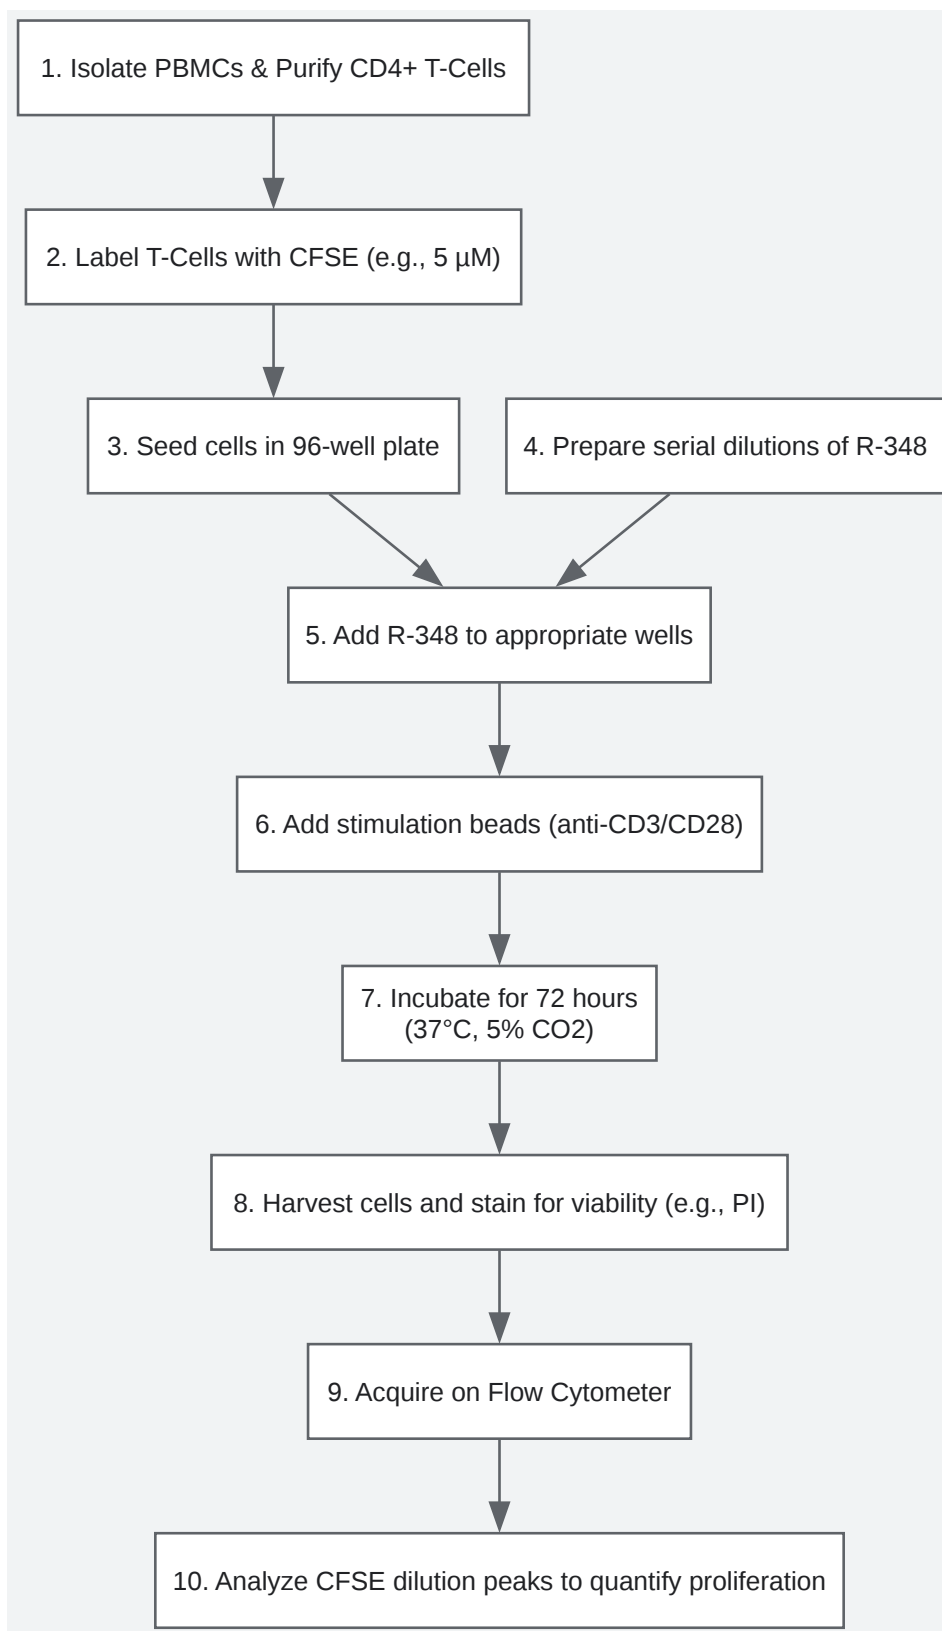 1. Isolate PBMCs & Purify CD4+ T-Cells
2. Label T-Cells with CFSE (e.g., 5 µM)
3. Seed cells in 96-well plate
4. Prepare serial dilutions of R-348
5. Add R-348 to appropriate wells
6. Add stimulation beads (anti-CD3/CD28)
7. Incubate for 72 hours
(37°C, 5% CO2)
8. Harvest cells and stain for viability (e.g., PI)
9. Acquire on Flow Cytometer
10. Analyze CFSE dilution peaks to quantify proliferation